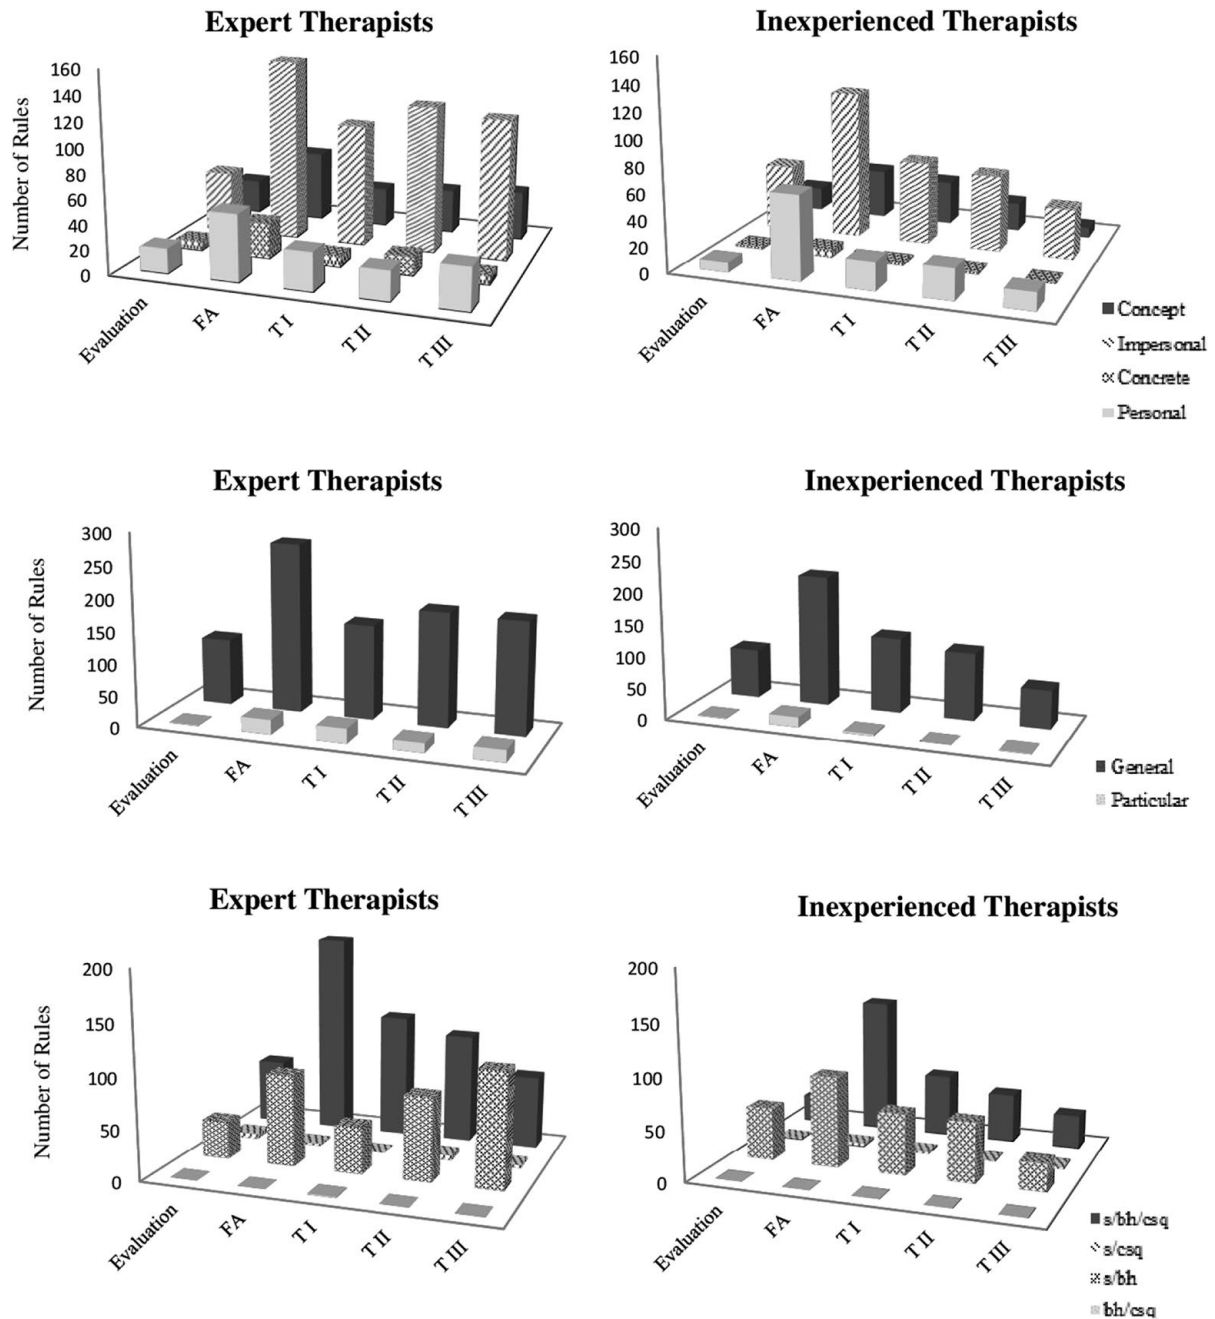 Expert Therapists
Inexperienced Therapists
Number of Rules
160
140
120
100
80
60
40
20
0
Evaluation
FA
T I
T II
T III
160
140
120
100
80
60
40
20
0
Evaluation
FA
T I
T II
T III
Concept
Impersonal
Concrete
Personal
Expert Therapists
Inexperienced Therapists
Number of Rules
300
250
200
150
100
50
0
Evaluation
FA
T I
T II
T III
300
250
200
150
100
50
0
Evaluation
FA
T I
T II
T III
General
Particular
Expert Therapists
Inexperienced Therapists
Number of Rules
200
150
100
50
0
Evaluation
FA
T I
T II
T III
200
150
100
50
0
Evaluation
FA
T I
T II
T III
s/bh/csq
s/csq
s/bh
bh/csq